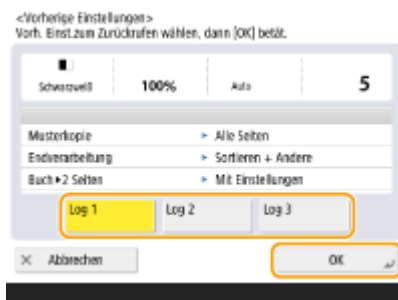 <Vorherige Einstellungen>
Vorh. Einst.zum Zurückrufen wählen, dann [OK] betät.
Schwarzweiß 100% Auto 5
Musterkopie ► Alle Seiten
Endverarbeitung ► Sortieren + Andere
Buch►2 Seiten ► Mit Einstellungen
Log 1 Log 2 Log 3
× Abbrechen OK